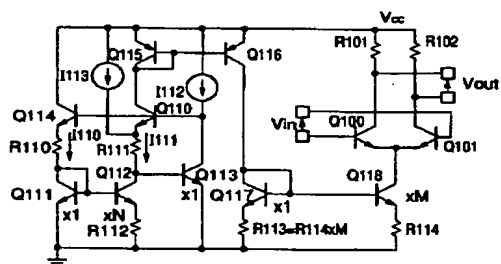 Vcc
R101
R102
Q115
Q116
I113
I112
Vout
Q110
Q114
Vin
Q100
Q101
R110
I110
R111
I111
Q111
Q112
Q113
Q117
Q118
x1
xN
x1
x1
xM
R112
R113=R114xM
R114